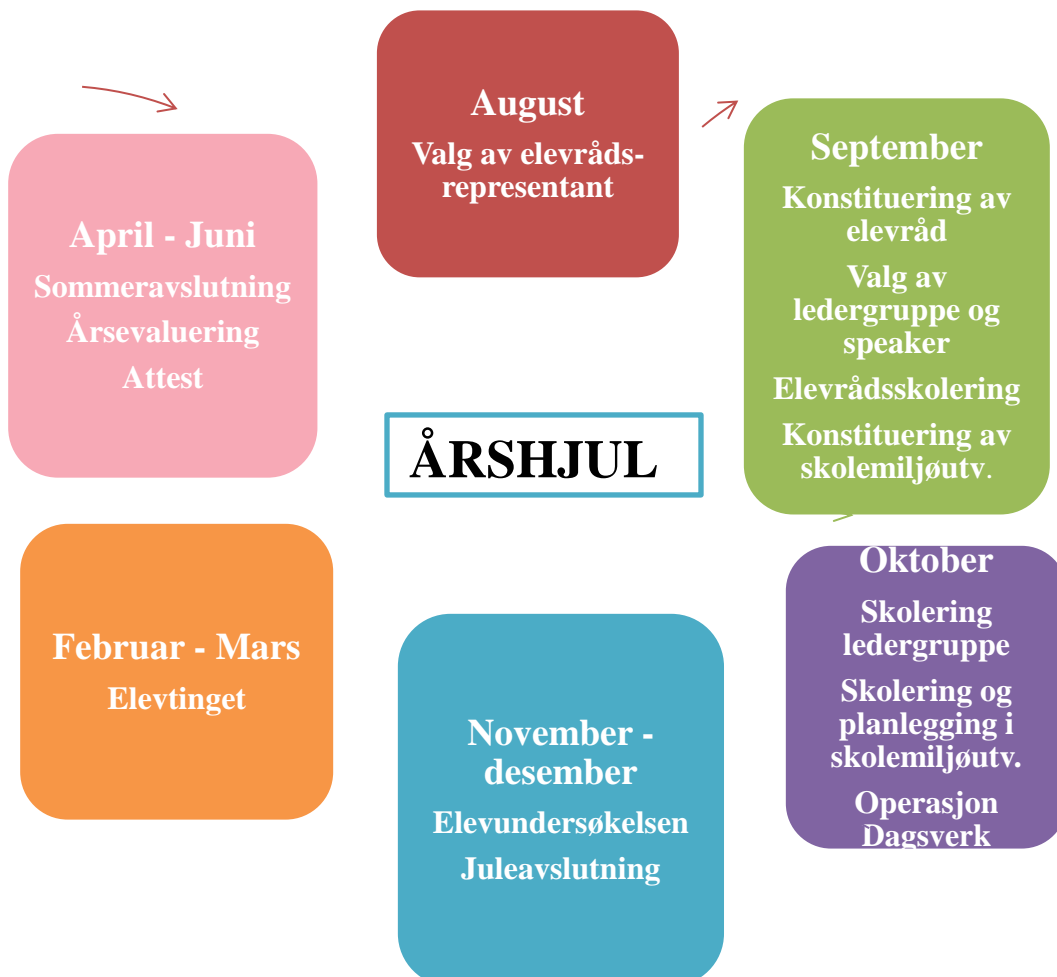 August
Valg av elevråds-
representant
September
Konstituering av
elevråd
Valg av
ledergruppe og
speaker
Elevrådsskolering
Konstituering av
skolemiljøutv.
April - Juni
Sommeravslutning
Årsevaluering
Attest
ÅRSHJUL
Oktober
Skolering
ledergruppe
Skolering og
planlegging i
skolemiljøutv.
Operasjon
Dagsverk
Februar - Mars
Elevtinget
November -
desember
Elevundersøkelsen
Juleavslutning